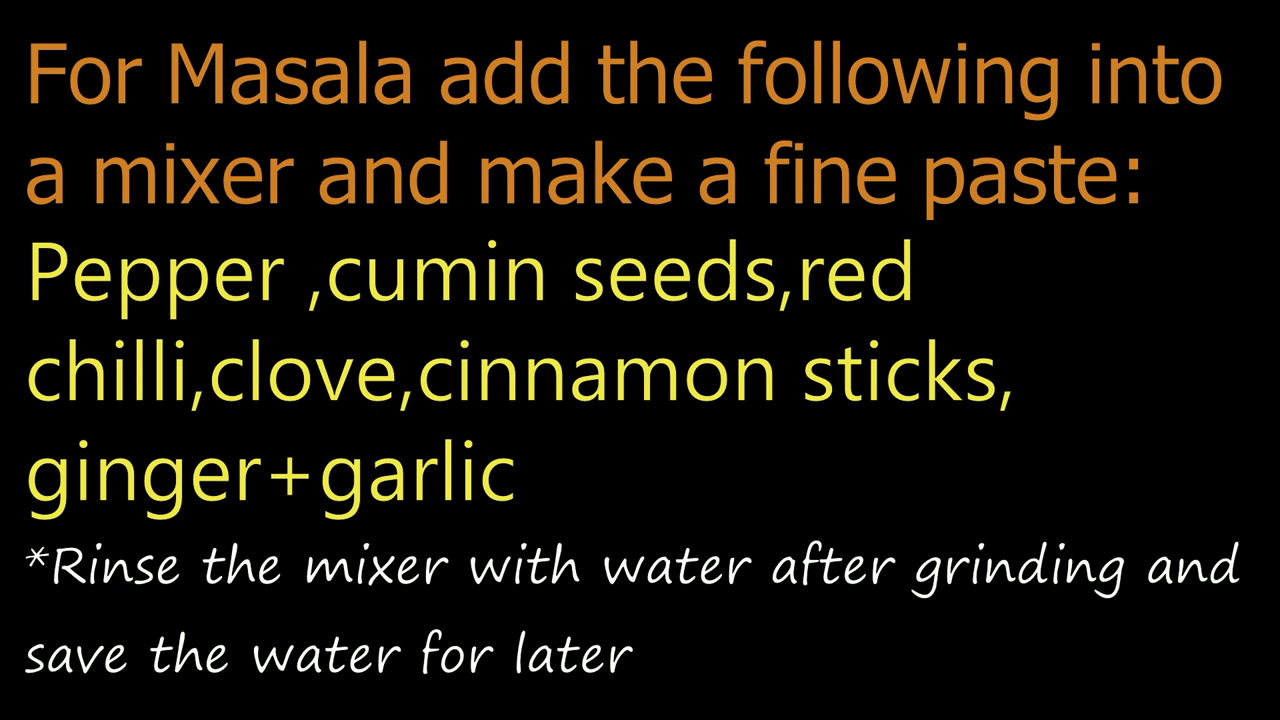 For Masala add the following into
a mixer and make a fine paste:
Pepper ,cumin seeds,red
chilli,clove,cinnamon sticks,
ginger+garlic
*Rinse the mixer with water after grinding and
save the water for later